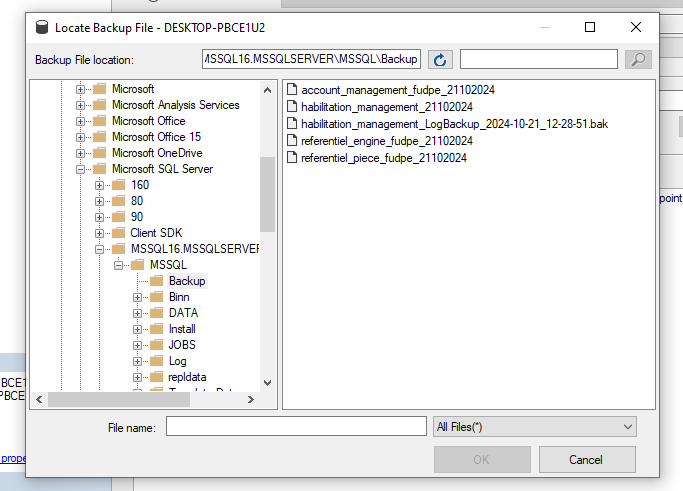 Locate Backup File - DESKTOP-PBCE1U2
Backup File location:
MSSQL16.MSSQLSERVER\MSSQL\Backup
Microsoft
Microsoft Analysis Services
Microsoft Office
Microsoft Office 15
Microsoft OneDrive
Microsoft SQL Server
160
80
90
Client SDK
MSSQL16.MSSQLSERVER
MSSQL
Backup
Binn
DATA
Install
JOBS
Log
repldata
account_management_fudpe_21102024
habilitation_management_21102024
habilitation_management_LogBackup_2024-10-21_12-28-51.bak
referentiel_engine_fudpe_21102024
referentiel_piece_fudpe_21102024
point
BCE1
PBCE
prope
File name:
All Files(*)
OK
Cancel